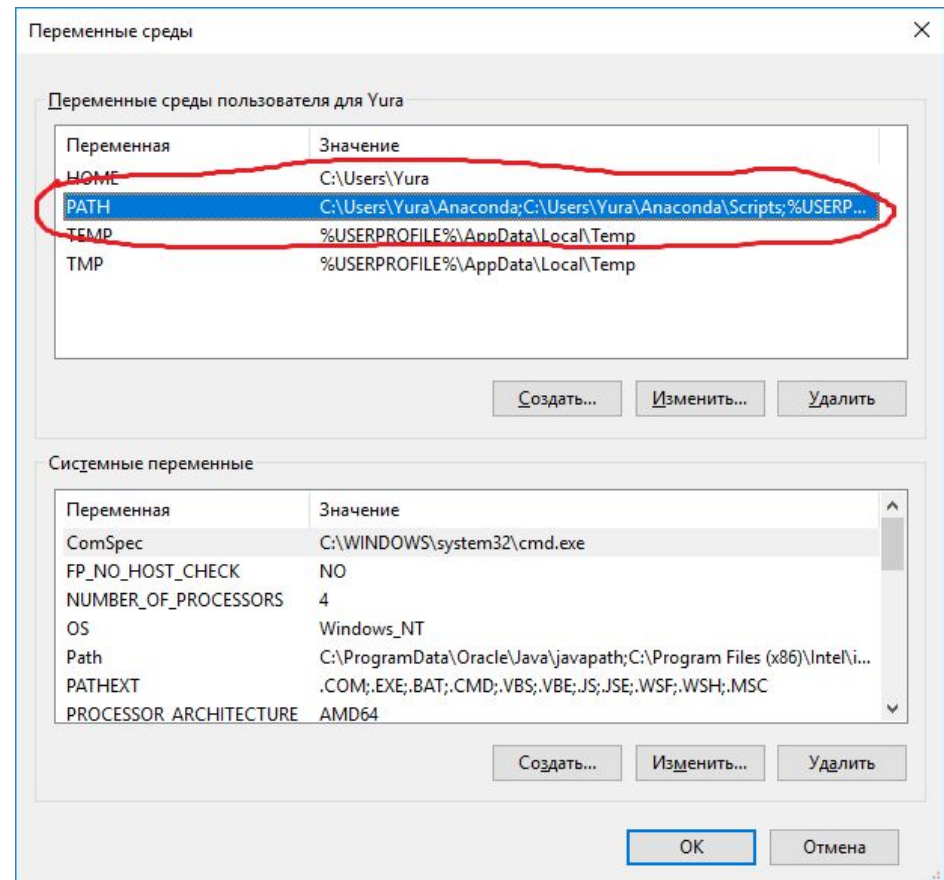 Переменные среды
Переменные среды пользователя для Yura
Переменная Значение
HOME C:\Users\Yura
PATH C:\Users\Yura\Anaconda;C:\Users\Yura\Anaconda\Scripts;%USERP...
TEMP %USERPROFILE%\AppData\Local\Temp
TMP %USERPROFILE%\AppData\Local\Temp
Создать... Изменить... Удалить
Системные переменные
Переменная Значение
ComSpec C:\WINDOWS\system32\cmd.exe
FP_NO_HOST_CHECK NO
NUMBER_OF_PROCESSORS 4
OS Windows_NT
Path C:\ProgramData\Oracle\Java\javapath;C:\Program Files (x86)\Intel\i...
PATHEXT .COM;.EXE;.BAT;.CMD;.VBS;.VBE;.JS;.JSE;.WSF;.WSH;.MSC
PROCESSOR_ARCHITECTURE AMD64
Создать... Изменить... Удалить
OK Отмена